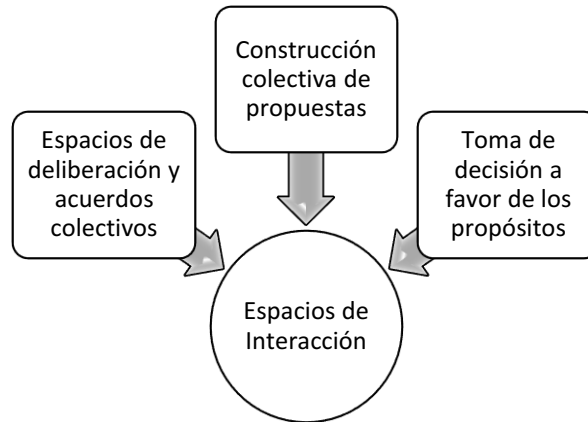 Construcción
colectiva de
propuestas
Espacios de
deliberación y
acuerdos
colectivos
Toma de
decisión a
favor de los
propósitos
Espacios de
Interacción